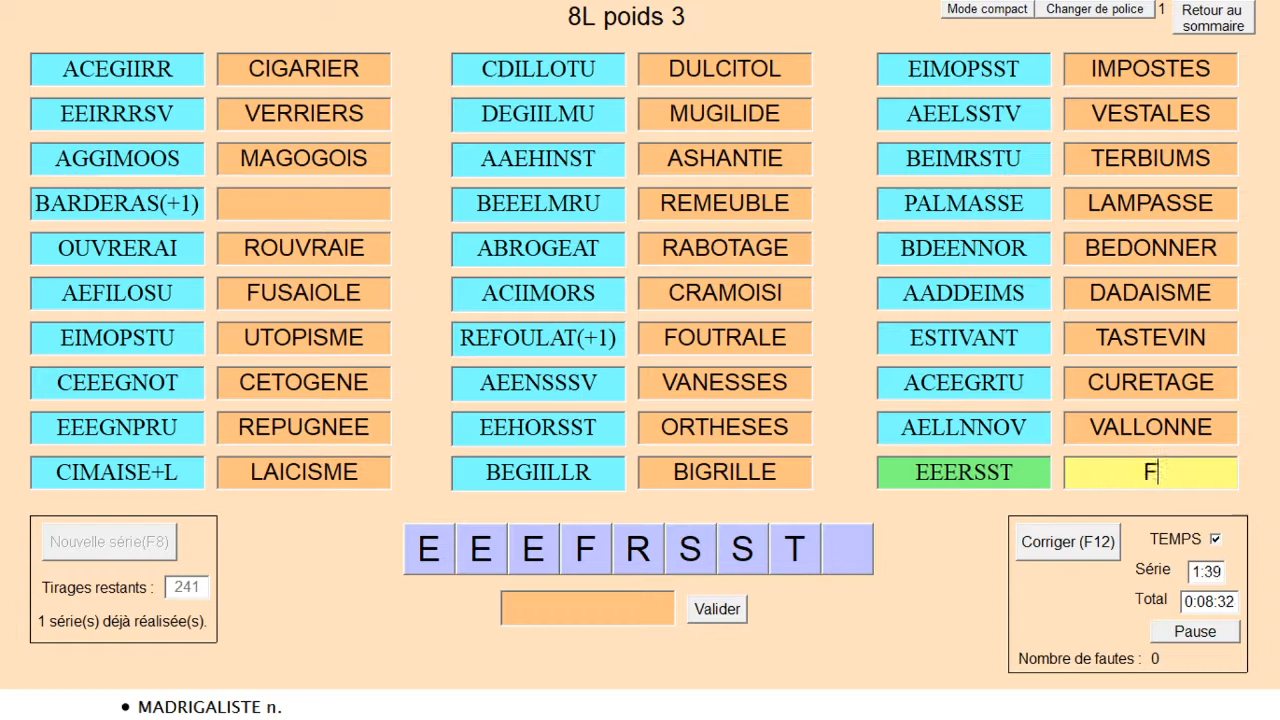 8L poids 3
Mode compact Changer de police 1 Retour au sommaire
ACEGIIRR CIGARIER CDILLOTU DULCITOL EIMOPSST IMPOSTES
EEIRRRSV VERRIERS DEGIILMU MUGILIDE AEELSSTV VESTALES
AGGIMOOS MAGOGOIS AAEHINST ASHANTIE BEIMRSTU TERBIUMS
BARDERAS(+1) BEEELMRU REMEUBLE PALMASSE LAMPASSE
OUVRERAI ROUVRAIE ABROGEAT RABOTAGE BDEENNOR BEDONNER
AEFILOSU FUSAIOLE ACIIMORS CRAMOISI AADDEIMS DADAISME
EIMOPSTU UTOPISME REFOULAT(+1) FOUTRALE ESTIVANT TASTEVIN
CEEEGNOT CETOGENE AEENSSSV VANESSES ACEEGRTU CURETAGE
EEEGNPRU REPUGNEE EEHORSST ORTHESES AELLNNOV VALLONNE
CIMAISE+L LAICISME BEGIILLR BIGRILLE EEERSST F
Nouvelle série(F8)
Tirages restants : 241
1 série(s) déjà réalisée(s).
E E E F R S S T
Valider
Corriger (F12) TEMPS
Série 1:39
Total 0:08:32
Pause
Nombre de fautes : 0
• MADRIGALISTE n.